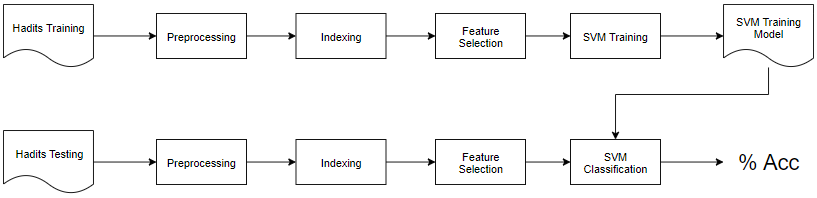 Hadits Training
Preprocessing
Indexing
Feature
Selection
SVM Training
SVM Training
Model
Hadits Testing
Preprocessing
Indexing
Feature
Selection
SVM
Classification
% Acc